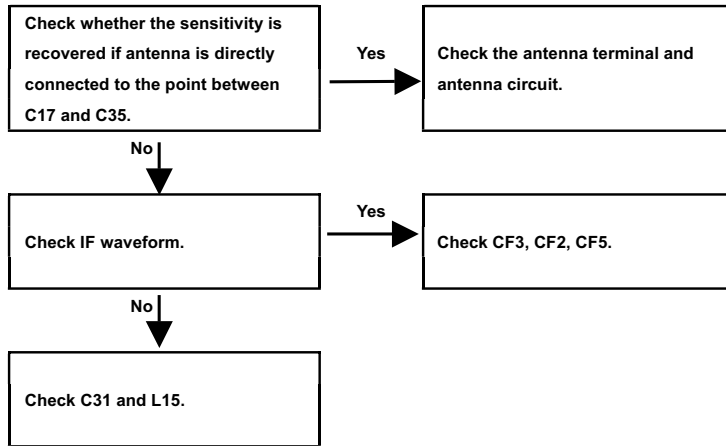 Check whether the sensitivity is
recovered if antenna is directly
connected to the point between
C17 and C35.
Yes
Check the antenna terminal and
antenna circuit.
No
Check IF waveform.
Yes
Check CF3, CF2, CF5.
No
Check C31 and L15.